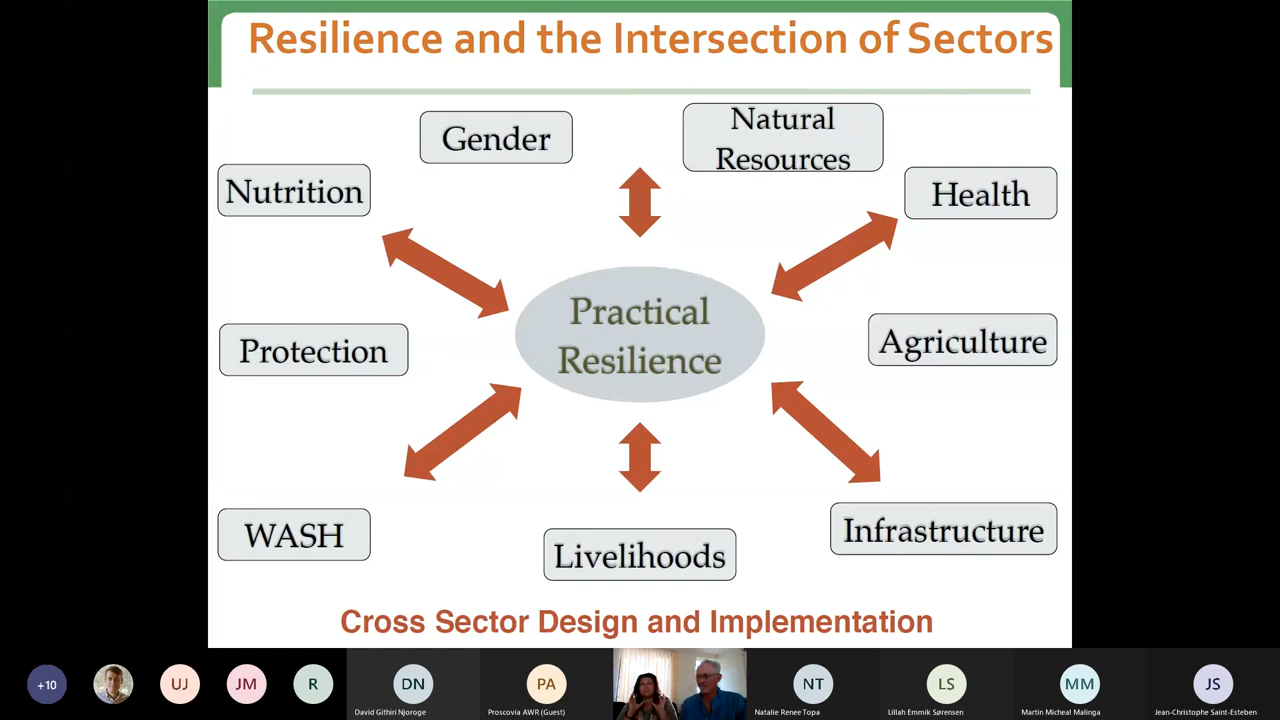 Resilience and the Intersection of Sectors
Gender
Natural
Resources
Nutrition
Health
Practical
Resilience
Protection
Agriculture
WASH
Livelihoods
Infrastructure
Cross Sector Design and Implementation
+10
UJ
JM
R
DN
PA
NT
LS
MM
JS
David Githiri Njoroge
Proscovia AWR (Guest)
Natalie Renee Topa
Lillah Emmik Sørensen
Martin Micheal Malinga
Jean-Christophe Saint-Esteben